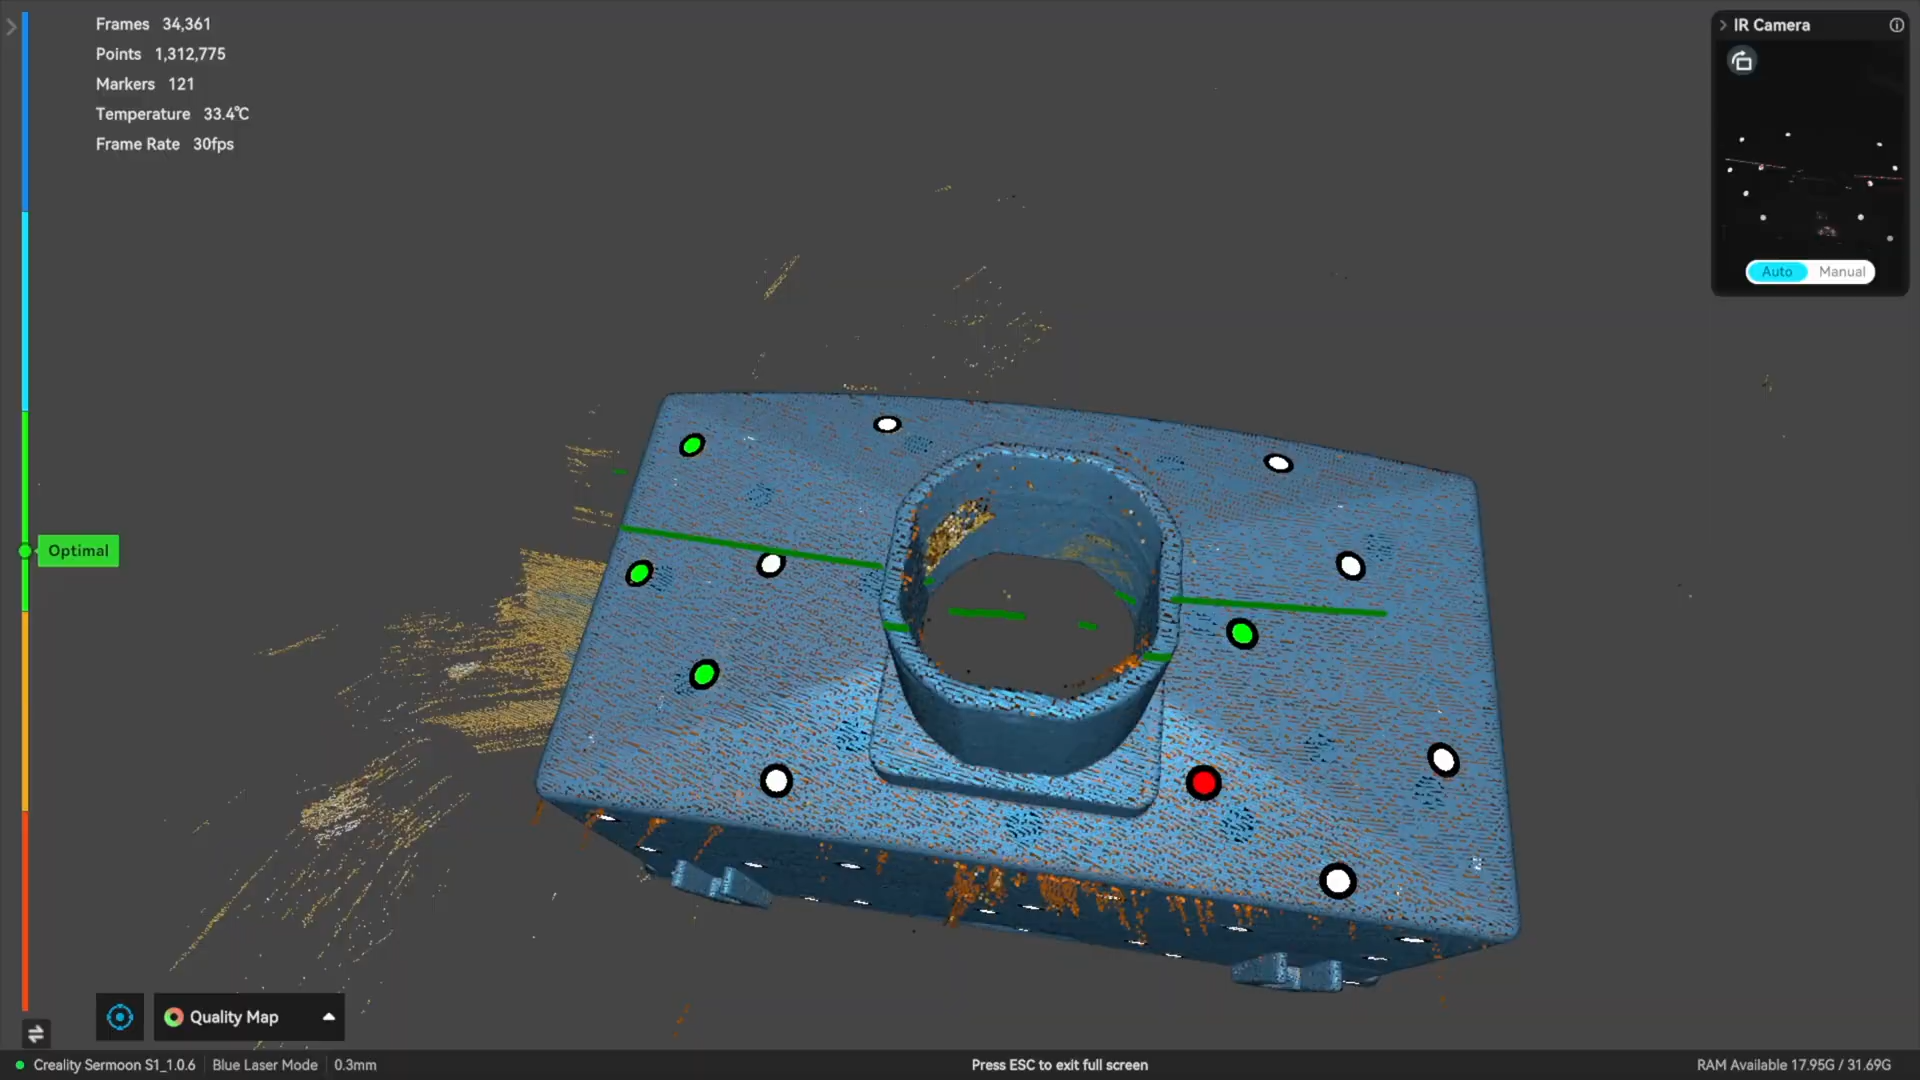 Frames 34,361
Points 1,312,775
Markers 121
Temperature 33.4℃
Frame Rate 30fps
IR Camera
Auto Manual
Optimal
Quality Map
Creality Sermoon S1_1.0.6 Blue Laser Mode 0.3mm
Press ESC to exit full screen
RAM Available 17.95G / 31.69G